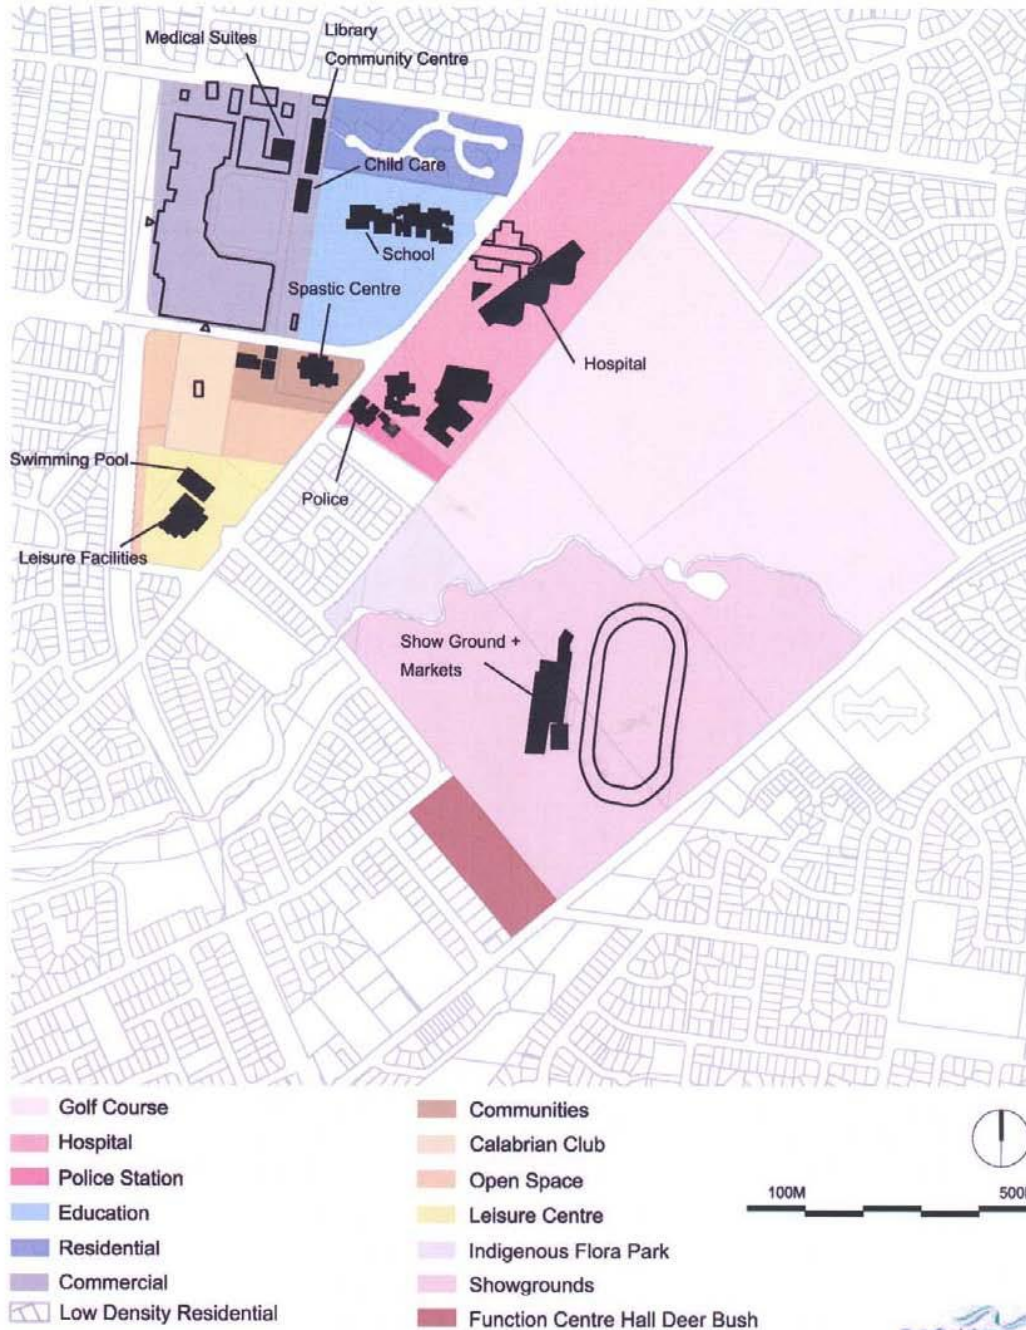 Medical Suites
Library
Community Centre
Child Care
School
Spastic Centre
Hospital
Swimming Pool
Police
Leisure Facilities
Show Ground +
Markets
Golf Course
Hospital
Police Station
Education
Residential
Commercial
Low Density Residential
Communities
Calabrian Club
Open Space
Leisure Centre
Indigenous Flora Park
Showgrounds
Function Centre Hall Deer Bush
100M 500